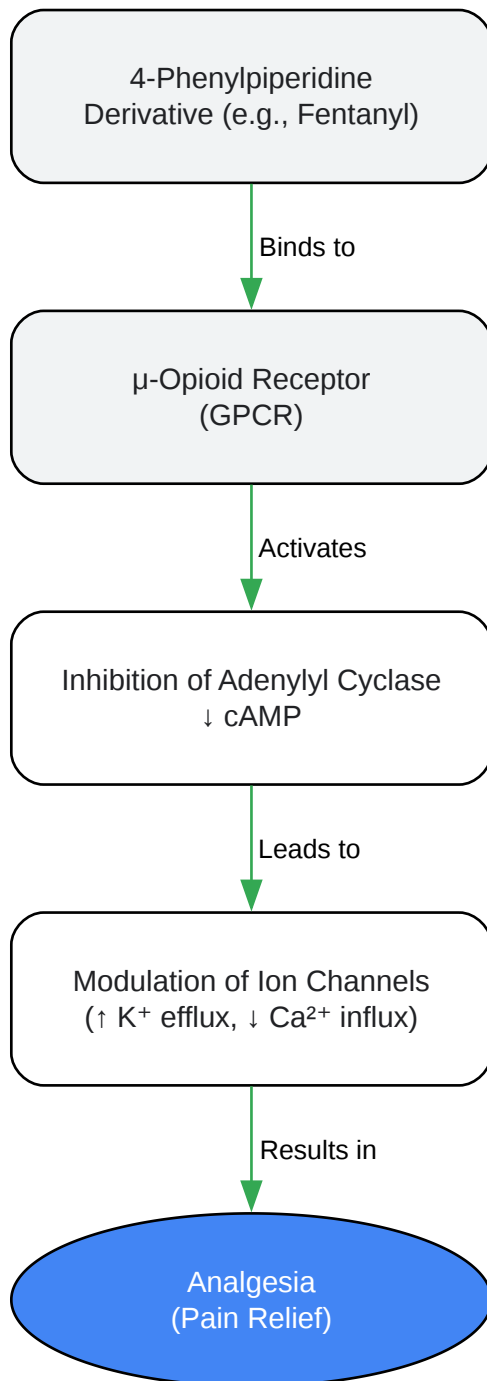 4-Phenylpiperidine
Derivative (e.g., Fentanyl)
Binds to
μ-Opioid Receptor
(GPCR)
Activates
Inhibition of Adenylyl Cyclase
↓ cAMP
Leads to
Modulation of Ion Channels
(↑ K⁺ efflux, ↓ Ca²⁺ influx)
Results in
Analgesia
(Pain Relief)